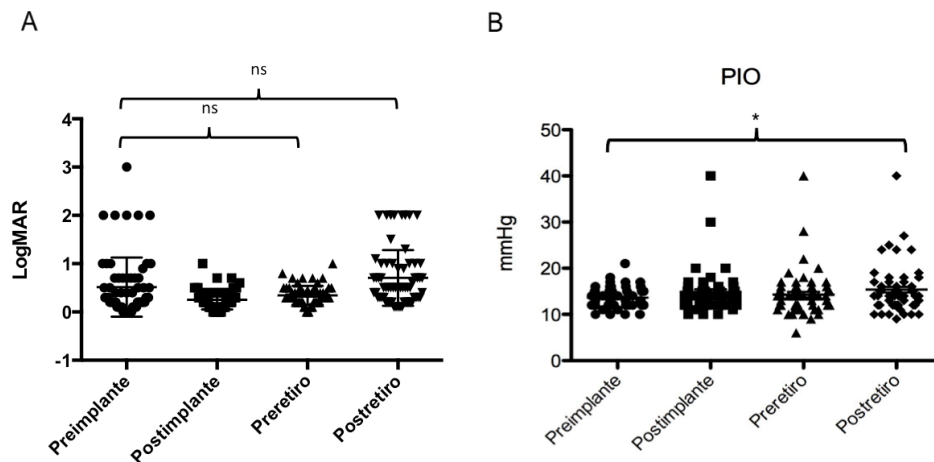 A
B
ns
ns
4
3
2
1
0
-1
LogMAR
Preimplante
Postimplante
Preretiro
Postretiro
PIO
*
50
40
30
20
10
0
mmHg
Preimplante
Postimplante
Preretiro
Postretiro